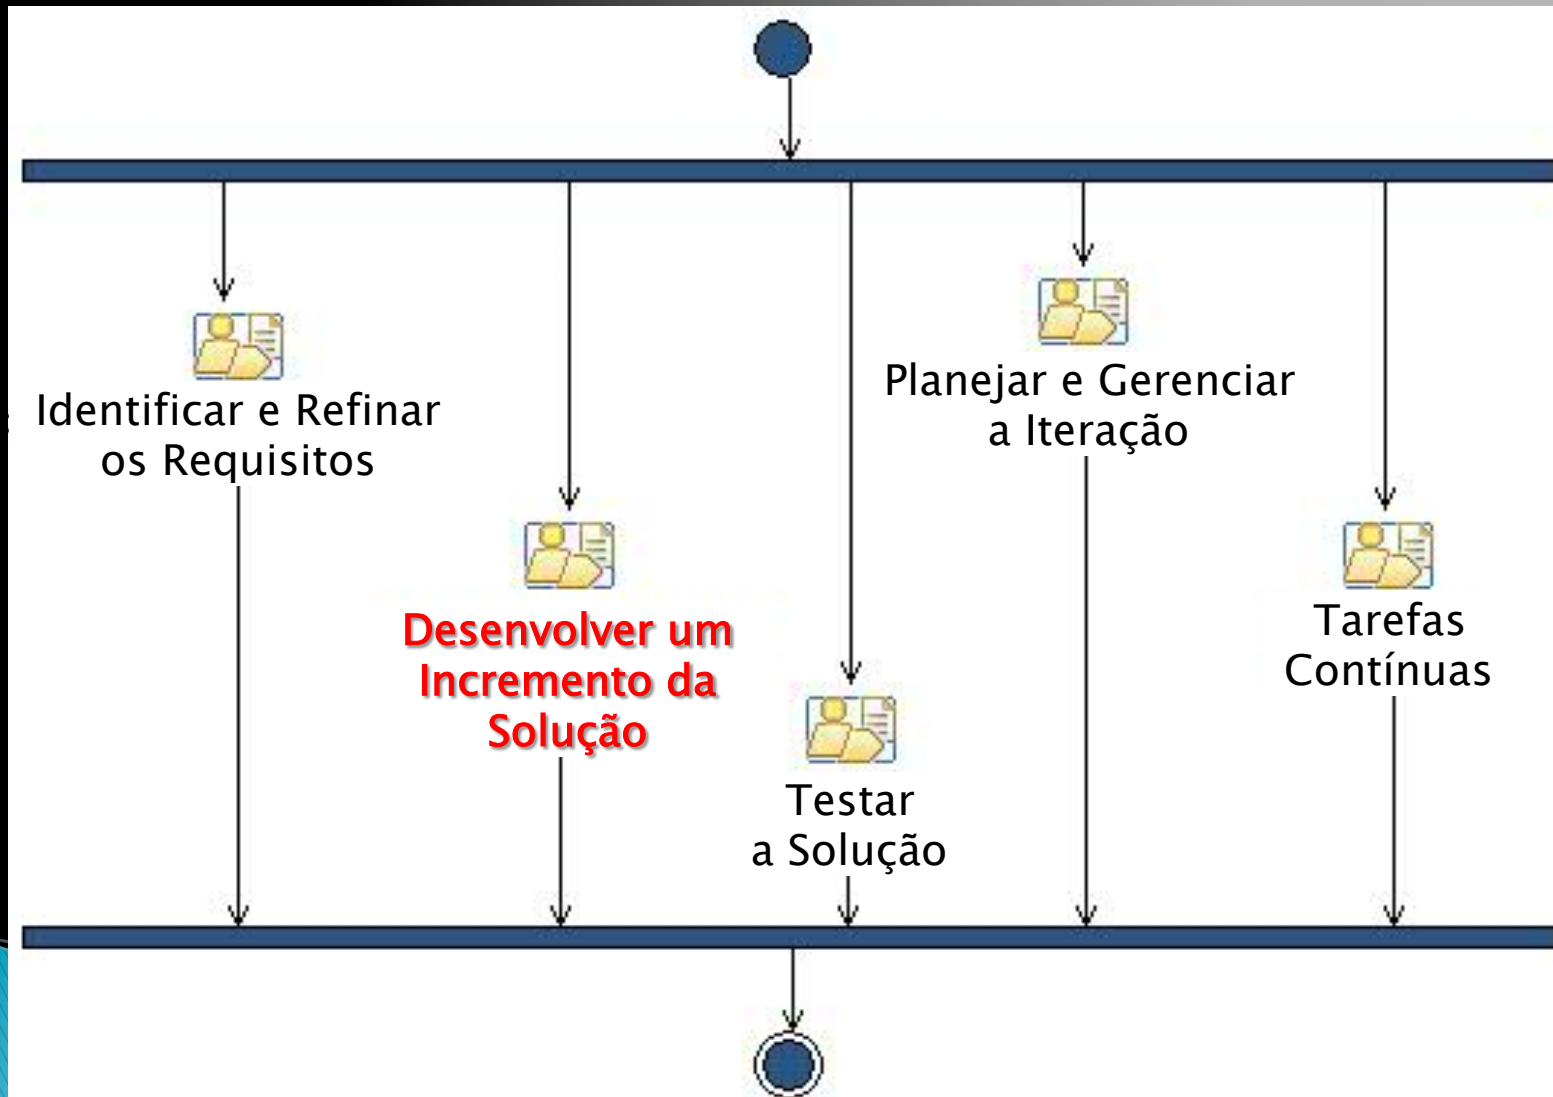 Identificar e Refinar
os Requisitos
Desenvolver um
Incremento da
Solução
Testar
a Solução
Planejar e Gerenciar
a Iteração
Tarefas
Contínuas